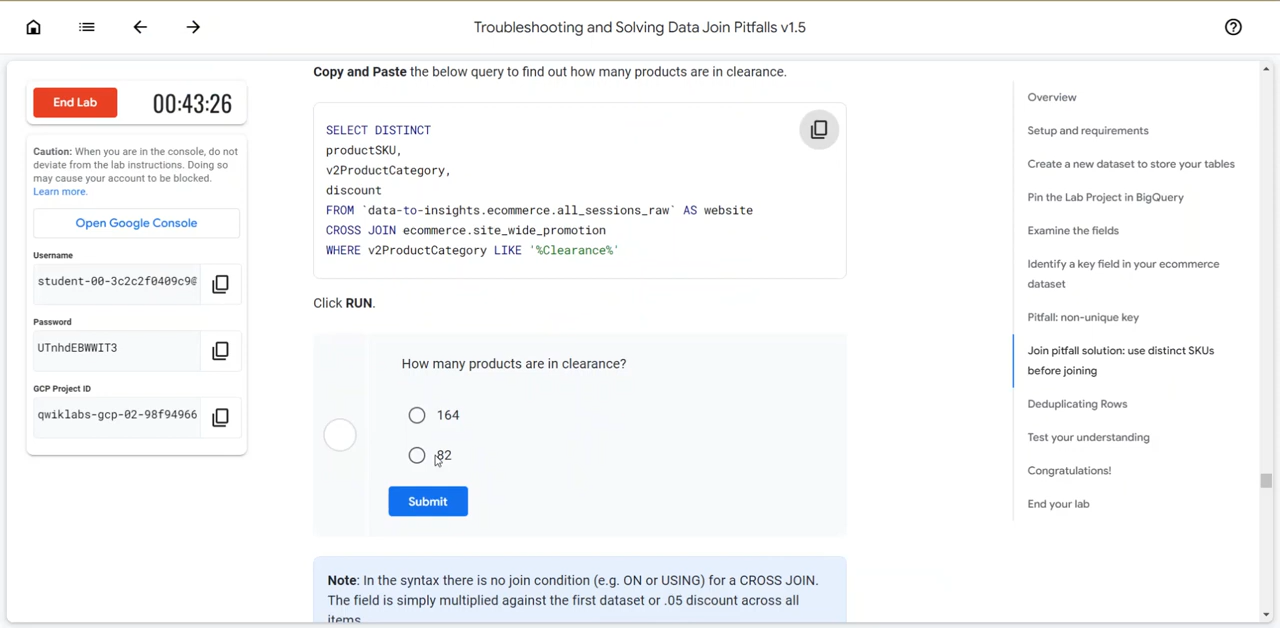 Troubleshooting and Solving Data Join Pitfalls v1.5
End Lab
00:43:26
Caution: When you are in the console, do not
deviate from the lab instructions. Doing so
may cause your account to be blocked.
Learn more.
Open Google Console
Username
student-00-3c2c2f0409c9@
Password
UTnhdEBWWIT3
GCP Project ID
qwiklabs-gcp-02-98f94966
Copy and Paste the below query to find out how many products are in clearance.
SELECT DISTINCT
productSKU,
v2ProductCategory,
discount
FROM `data-to-insights.ecommerce.all_sessions_raw` AS website
CROSS JOIN ecommerce.site_wide_promotion
WHERE v2ProductCategory LIKE '%Clearance%'
Click RUN.
How many products are in clearance?
164
82
Submit
Note: In the syntax there is no join condition (e.g. ON or USING) for a CROSS JOIN.
The field is simply multiplied against the first dataset or .05 discount across all
items.
Overview
Setup and requirements
Create a new dataset to store your tables
Pin the Lab Project in BigQuery
Examine the fields
Identify a key field in your ecommerce
dataset
Pitfall: non-unique key
Join pitfall solution: use distinct SKUs
before joining
Deduplicating Rows
Test your understanding
Congratulations!
End your lab